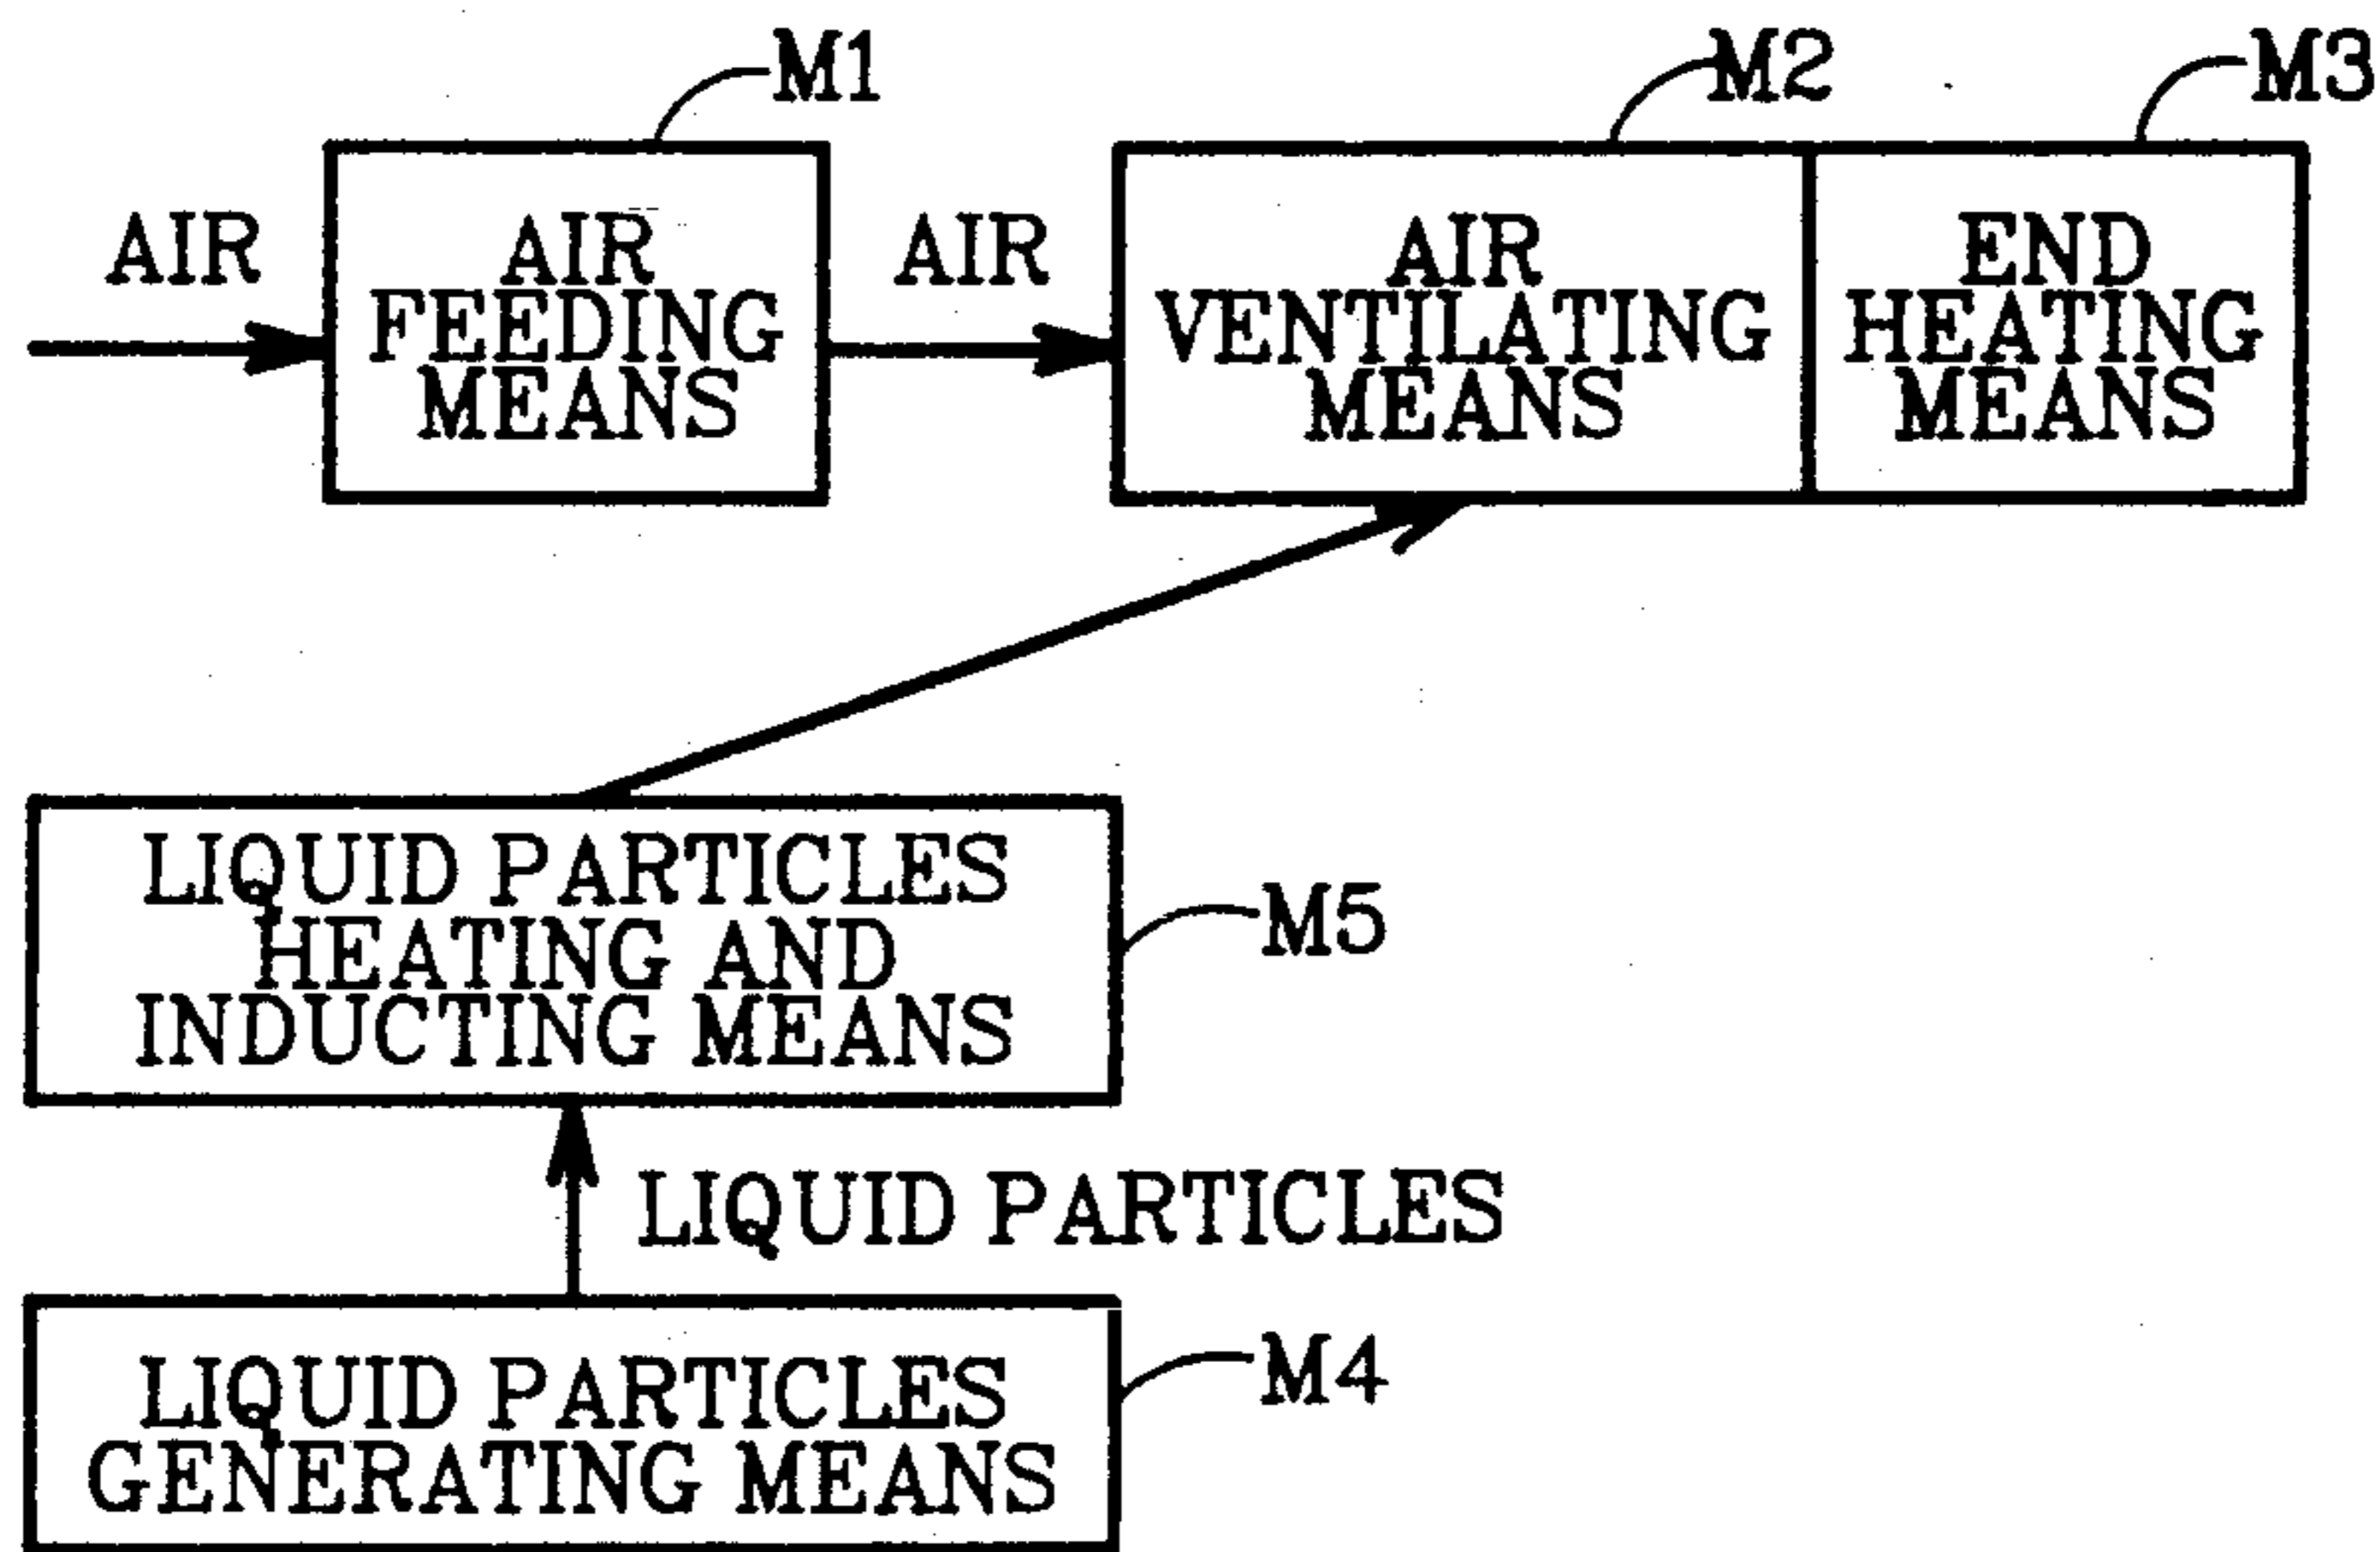 M1
M2
M3
AIR
AIR
FEEDING
MEANS
AIR
AIR
VENTILATING
MEANS
END
HEATING
MEANS
LIQUID PARTICLES
HEATING AND
INDUCTING MEANS
M5
LIQUID PARTICLES
LIQUID PARTICLES
GENERATING MEANS
M4